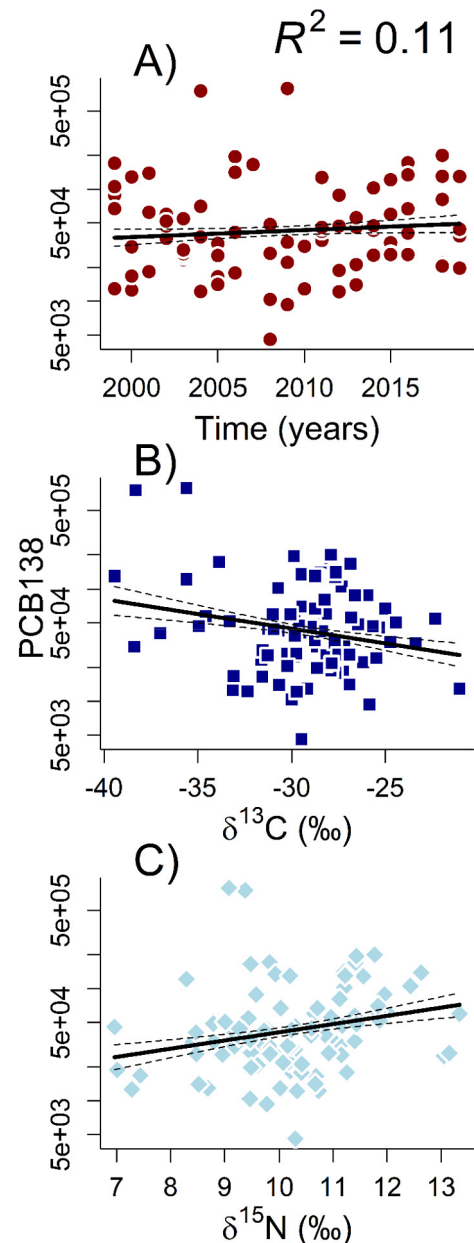 A)
R² = 0.11
5e+05
5e+04
5e+03
2000 2005 2010 2015
Time (years)
B)
PCB138
5e+05
5e+04
5e+03
-40 -35 -30 -25
δ¹³C (‰)
C)
5e+05
5e+04
5e+03
7 8 9 10 11 12 13
δ¹⁵N (‰)